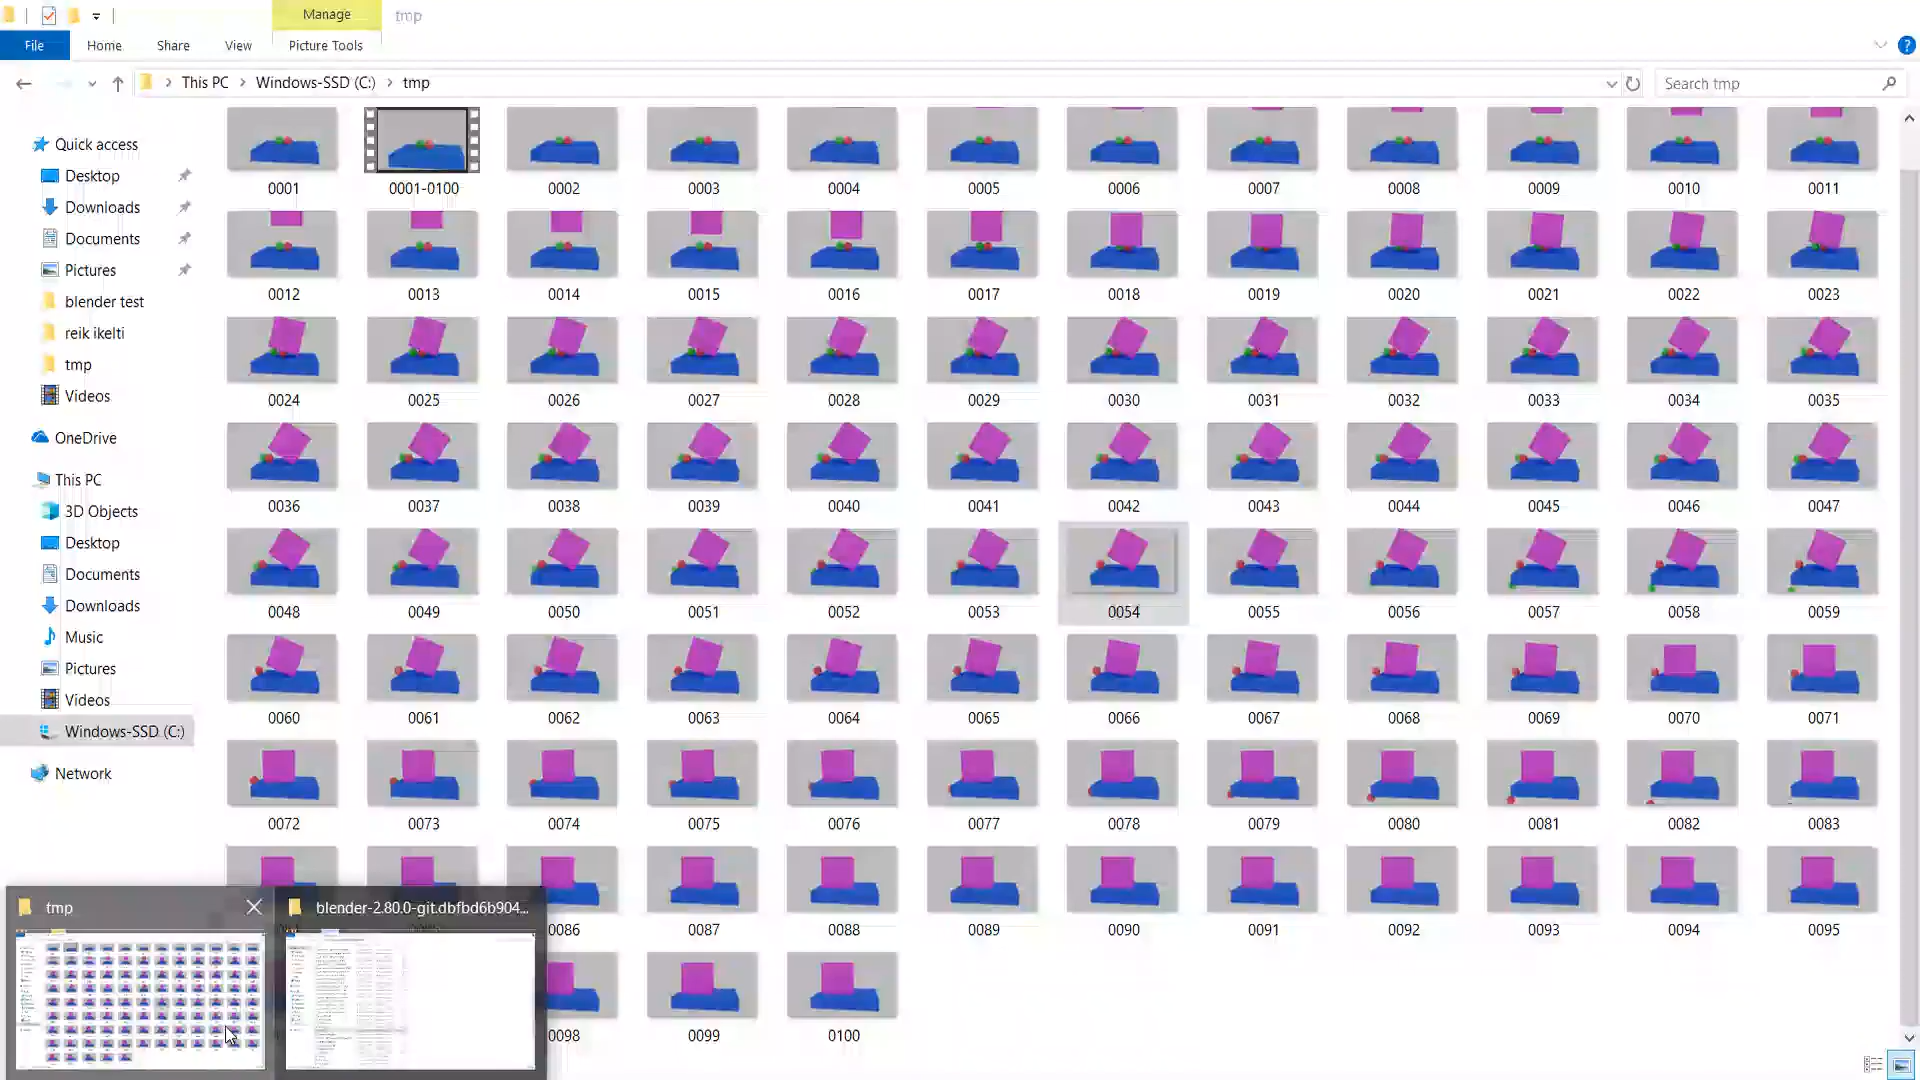 Manage
tmp
File
Home
Share
View
Picture Tools
This PC
Windows-SSD (C:)
tmp
Search tmp
Quick access
Desktop
Downloads
Documents
Pictures
blender test
reik ikelti
tmp
Videos
OneDrive
This PC
3D Objects
Desktop
Documents
Downloads
Music
Pictures
Videos
Windows-SSD (C:)
Network
0001 0001-0100 0002 0003 0004 0005 0006 0007 0008 0009 0010 0011
0012 0013 0014 0015 0016 0017 0018 0019 0020 0021 0022 0023
0024 0025 0026 0027 0028 0029 0030 0031 0032 0033 0034 0035
0036 0037 0038 0039 0040 0041 0042 0043 0044 0045 0046 0047
0048 0049 0050 0051 0052 0053 0054 0055 0056 0057 0058 0059
0060 0061 0062 0063 0064 0065 0066 0067 0068 0069 0070 0071
0072 0073 0074 0075 0076 0077 0078 0079 0080 0081 0082 0083
0086 0087 0088 0089 0090 0091 0092 0093 0094 0095
0098 0099 0100
tmp
blender-2.80.0-git.dbfbd6b904...